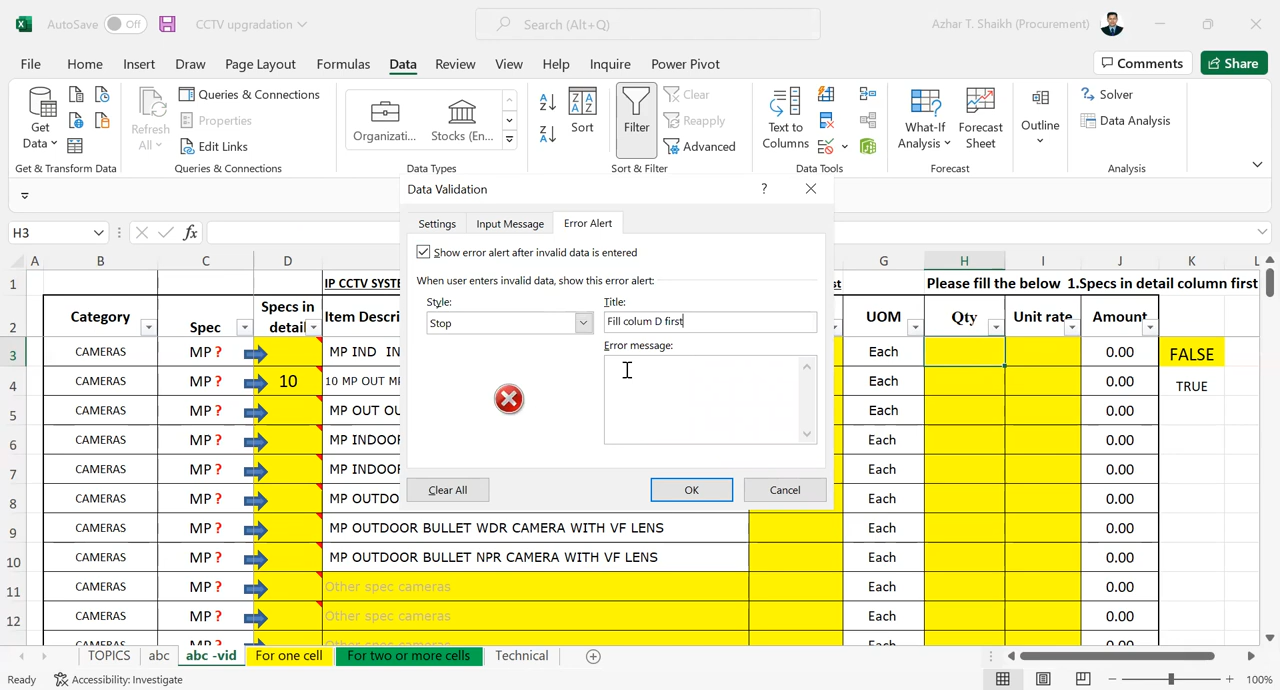 AutoSave Off CCTV upgradation Search (Alt+Q) Azhar T. Shaikh (Procurement)
File Home Insert Draw Page Layout Formulas Data Review View Help Inquire Power Pivot Comments Share
Get Data
Refresh All
Queries & Connections
Properties
Edit Links
Organizati...
Stocks (En...
Sort
Filter
Clear
Reapply
Advanced
Text to Columns
What-If Analysis
Forecast Sheet
Outline
Solver
Data Analysis
Get & Transform Data Queries & Connections Data Types Sort & Filter Data Tools Forecast Analysis
Data Validation ?
Settings Input Message Error Alert
Show error alert after invalid data is entered
When user enters invalid data, show this error alert:
Style: Title:
Stop Fill colum D first
Error message:
Clear All OK Cancel
H3 fx
A B C D G H I J K L
1 IP CCTV SYSTE st Please fill the below 1.Specs in detail column first
2 Category Spec Specs in detail Item Descri UOM Qty Unit rate Amount
3 CAMERAS MP ? MP IND IN Each 0.00 FALSE
4 CAMERAS MP ? 10 10 MP OUT MP Each 0.00 TRUE
5 CAMERAS MP ? MP OUT OU Each 0.00
6 CAMERAS MP ? MP INDOOR Each 0.00
7 CAMERAS MP ? MP INDOOR Each 0.00
8 CAMERAS MP ? MP OUTDO Each 0.00
9 CAMERAS MP ? MP OUTDOOR BULLET WDR CAMERA WITH VF LENS Each 0.00
10 CAMERAS MP ? MP OUTDOOR BULLET NPR CAMERA WITH VF LENS Each 0.00
11 CAMERAS MP ? Other spec cameras Each 0.00
12 CAMERAS MP ? Other spec cameras Each 0.00
CAMERAS MP ? Other spec cameras Each 0.00
TOPICS abc abc -vid For one cell For two or more cells Technical
Ready Accessibility: Investigate 100%